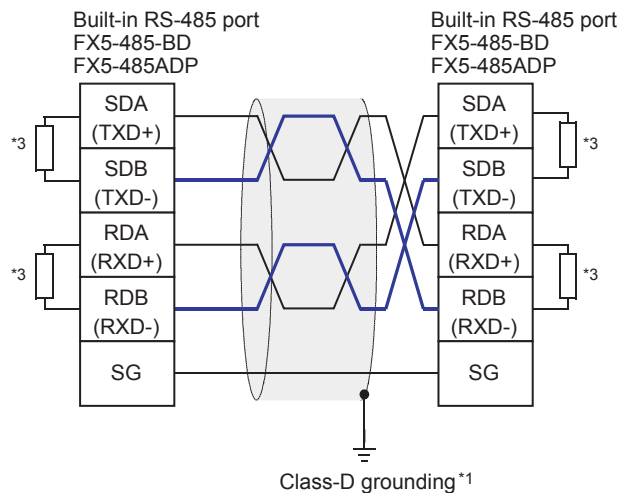 Built-in RS-485 port
FX5-485-BD
FX5-485ADP
Built-in RS-485 port
FX5-485-BD
FX5-485ADP
*3
SDA
(TXD+)
SDB
(TXD-)
*3
RDA
(RXD+)
RDB
(RXD-)
SG
SDA
(TXD+)
SDB
(TXD-)
*3
RDA
(RXD+)
RDB
(RXD-)
*3
SG
Class-D grounding*1